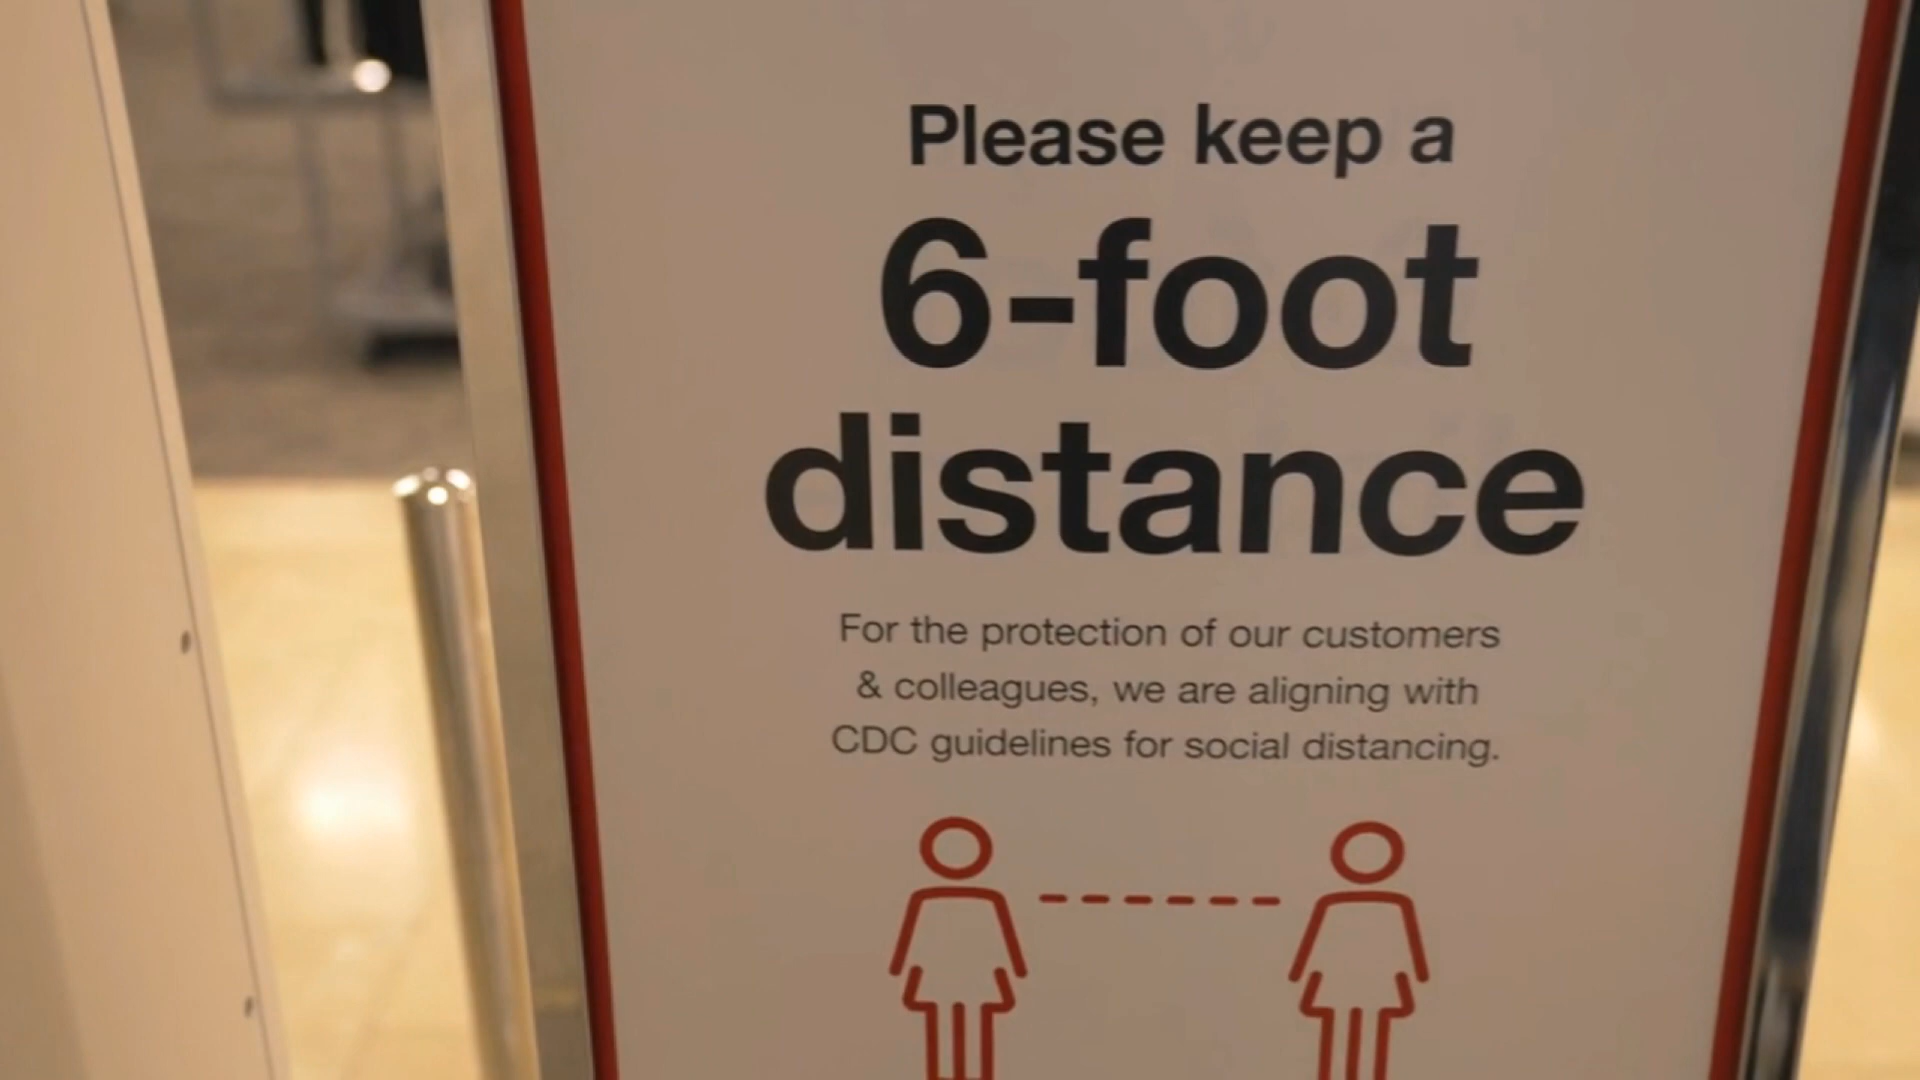 Please keep a
6-foot
distance
For the protection of our customers
& colleagues, we are aligning with
CDC guidelines for social distancing.